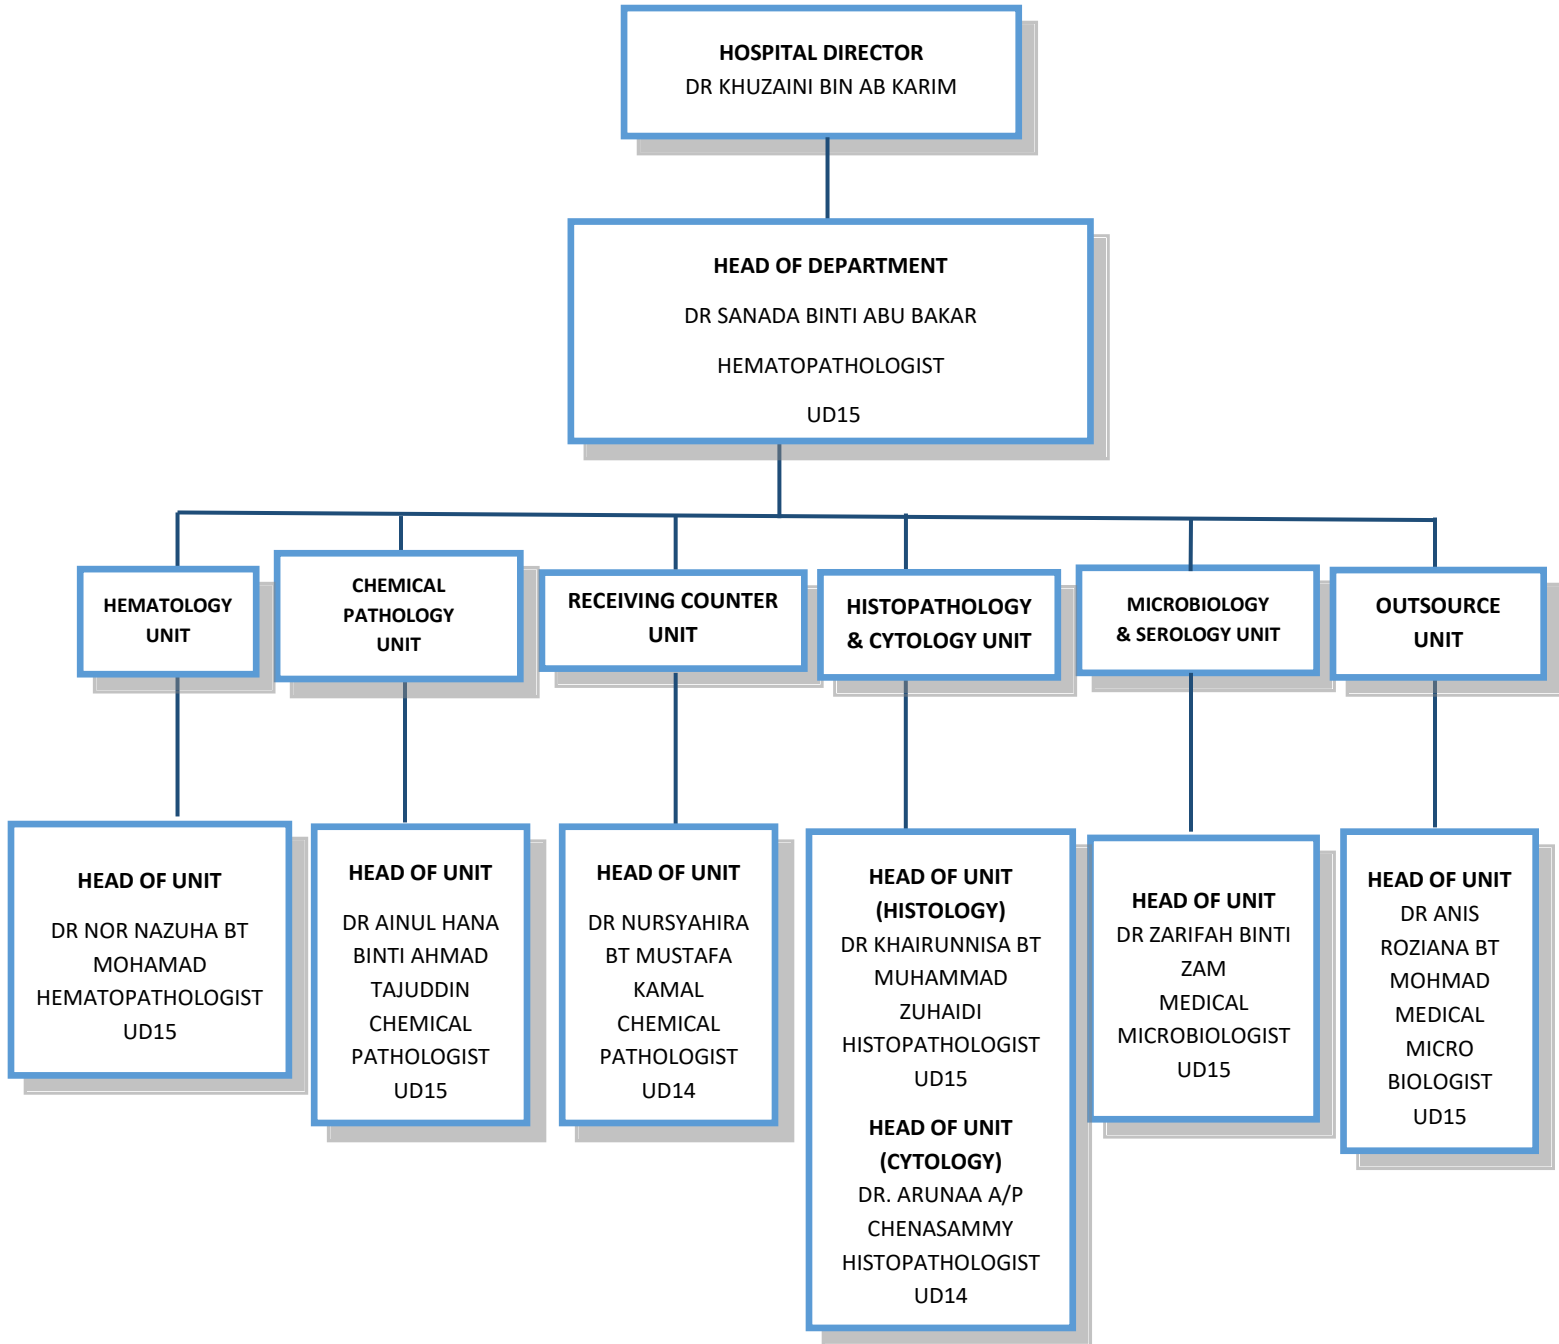 HOSPITAL DIRECTOR
DR KHUZAINI BIN AB KARIM
HEAD OF DEPARTMENT
DR SANADA BINTI ABU BAKAR
HEMATOPATHOLOGIST
UD15
HEMATOLOGY
UNIT
CHEMICAL
PATHOLOGY
UNIT
RECEIVING COUNTER
UNIT
HISTOPATHOLOGY
& CYTOLOGY UNIT
MICROBIOLOGY
& SEROLOGY UNIT
OUTSOURCE
UNIT
HEAD OF UNIT
DR NOR NAZUHA BT
MOHAMAD
HEMATOPATHOLOGIST
UD15
HEAD OF UNIT
DR AINUL HANA
BINTI AHMAD
TAJUDDIN
CHEMICAL
PATHOLOGIST
UD15
HEAD OF UNIT
DR NURSYAHIRA
BT MUSTAFA
KAMAL
CHEMICAL
PATHOLOGIST
UD14
HEAD OF UNIT
(HISTOLOGY)
DR KHAIRUNNISA BT
MUHAMMAD
ZUHAIDI
HISTOPATHOLOGIST
UD15
HEAD OF UNIT
(CYTOLOGY)
DR. ARUNAA A/P
CHENASAMMY
HISTOPATHOLOGIST
UD14
HEAD OF UNIT
DR ZARIFAH BINTI
ZAM
MEDICAL
MICROBIOLOGIST
UD15
HEAD OF UNIT
DR ANIS
ROZIANA BT
MOHMAD
MEDICAL
MICRO
BIOLOGIST
UD15